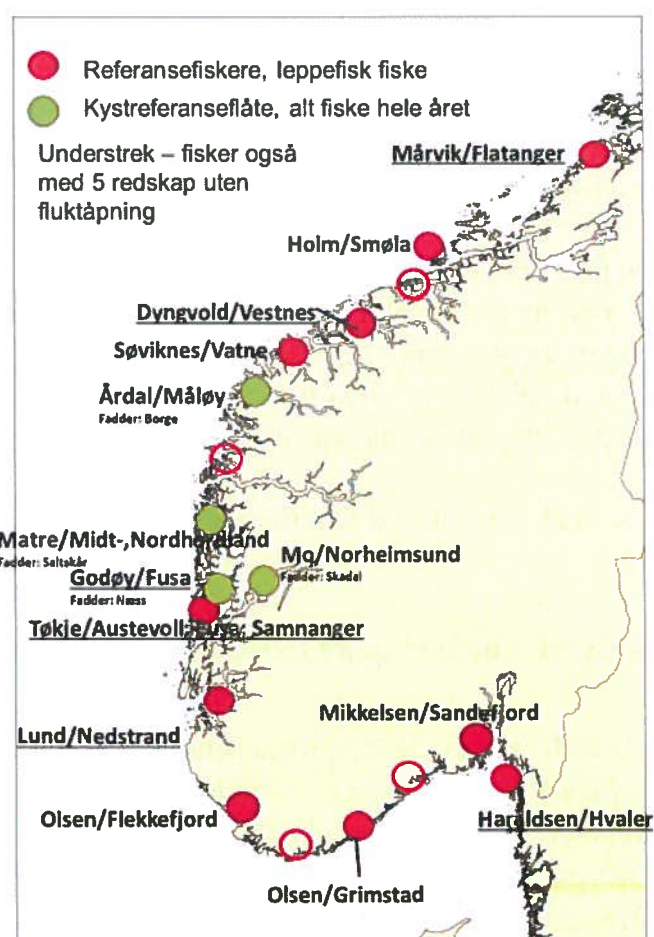 Referansefiskere, leppefisk fiske
Kystreferanseflåte, alt fiske hele året
Understrek – fisker også
med 5 redskap uten
fluktåpning
Mårvik/Flatanger
Holm/Smøla
Dyngvold/Vestnes
Søviknes/Vatne
Årdal/Måløy
Fadder: Borge
Matre/Midt-,Nordhordland
Fadder: Saltskår
Mo/Norheimsund
Fadder: Skadal
Godøy/Fusa
Fadder: Næss
Tøkje/Austevoll, Fusa, Samnanger
Lund/Nedstrand
Mikkelsen/Sandefjord
Olsen/Flekkefjord
Haraldsen/Hvaler
Olsen/Grimstad